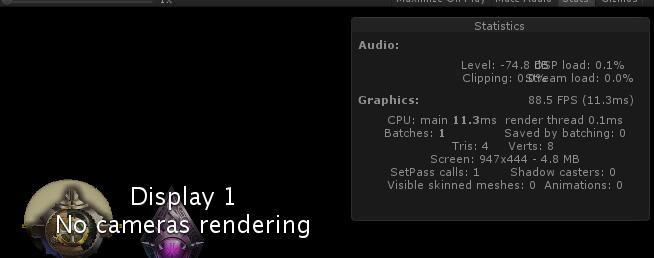 1x
Maximize On Play Mute Audio Stats Gizmos
Statistics
Audio:
Level: -74.8 dB DSP load: 0.1%
Clipping: 0.0% Stream load: 0.0%
Graphics: 88.5 FPS (11.3ms)
CPU: main 11.3ms render thread 0.1ms
Batches: 1 Saved by batching: 0
Tris: 4 Verts: 8
Screen: 947x444 - 4.8 MB
SetPass calls: 1 Shadow casters: 0
Visible skinned meshes: 0 Animations: 0
Display 1
No cameras rendering